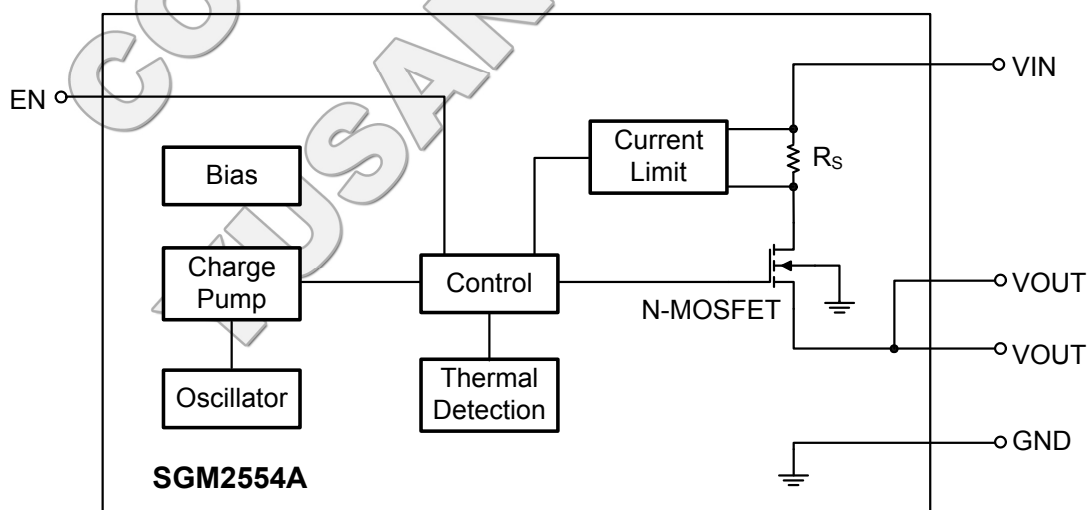 EN
VIN
Bias
Current
Limit
RS
Charge
Pump
Control
N-MOSFET
VOUT
VOUT
Oscillator
Thermal
Detection
GND
SGM2554A